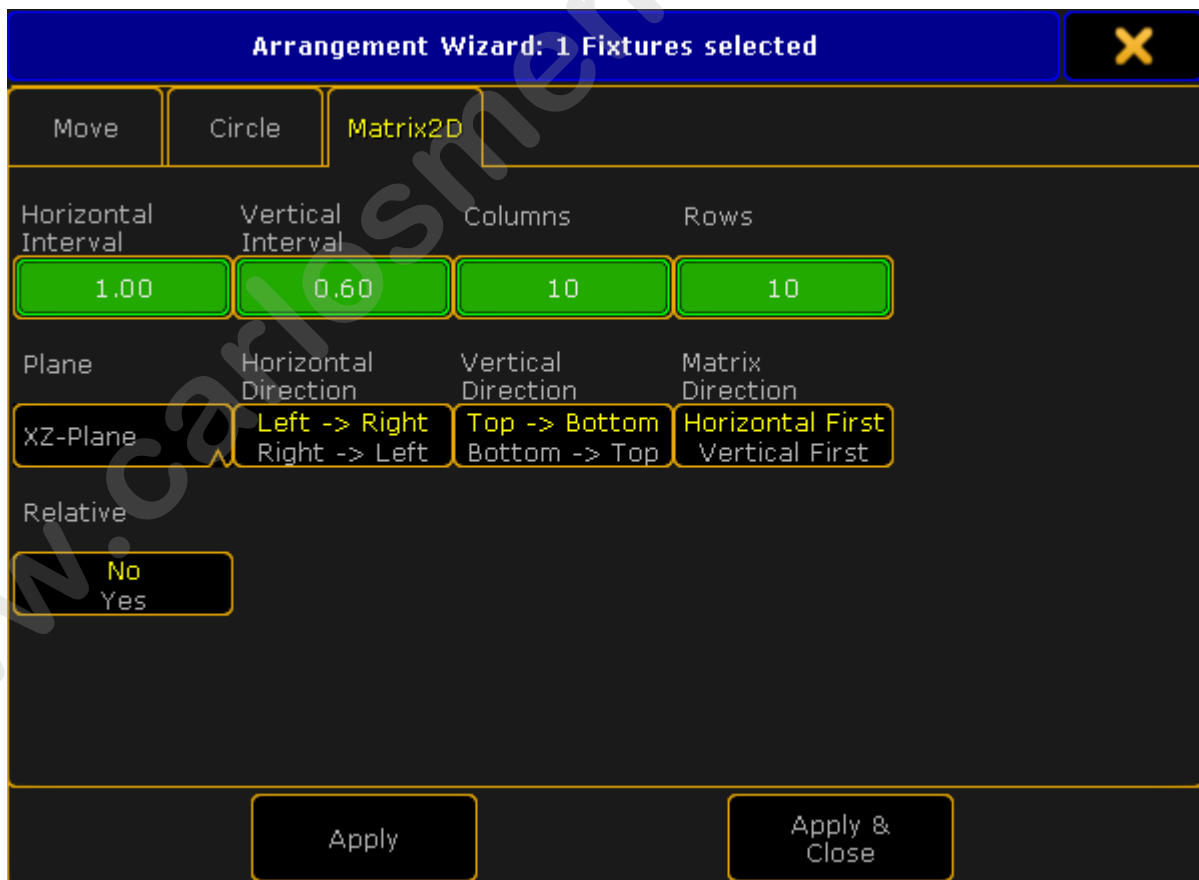 Arrangement Wizard: 1 Fixtures selected
Move Circle Matrix2D
Horizontal Interval
Vertical Interval
Columns
Rows
1.00 0.60 10 10
Plane
Horizontal Direction
Vertical Direction
Matrix Direction
XZ-Plane
Left -> Right
Right -> Left
Top -> Bottom
Bottom -> Top
Horizontal First
Vertical First
Relative
No
Yes
Apply
Apply &
Close
www.carlosmen